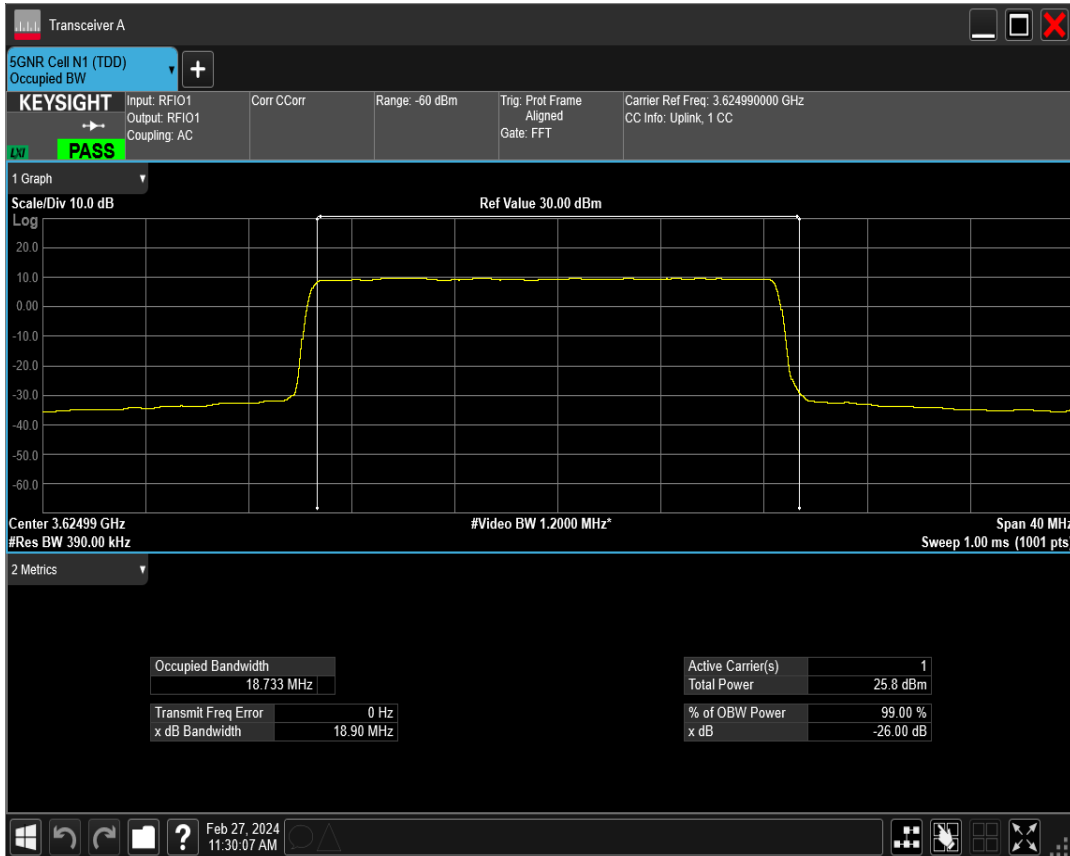 Transceiver A
5GNR Cell N1 (TDD)
Occupied BW
+
KEYSIGHT
LXI
PASS
Input: RFIO1
Output: RFIO1
Coupling: AC
Corr CCorr
Range: -60 dBm
Trig: Prot Frame
Aligned
Gate: FFT
Carrier Ref Freq: 3.624990000 GHz
CC Info: Uplink, 1 CC
1 Graph
Scale/Div 10.0 dB
Ref Value 30.00 dBm
Log
20.0
10.0
0.00
-10.0
-20.0
-30.0
-40.0
-50.0
-60.0
Center 3.62499 GHz
#Video BW 1.2000 MHz*
Span 40 MHz
#Res BW 390.00 kHz
Sweep 1.00 ms (1001 pts)
2 Metrics
Occupied Bandwidth
18.733 MHz
Transmit Freq Error 0 Hz
x dB Bandwidth 18.90 MHz
Active Carrier(s) 1
Total Power 25.8 dBm
% of OBW Power 99.00 %
x dB -26.00 dB
?
Feb 27, 2024
11:30:07 AM